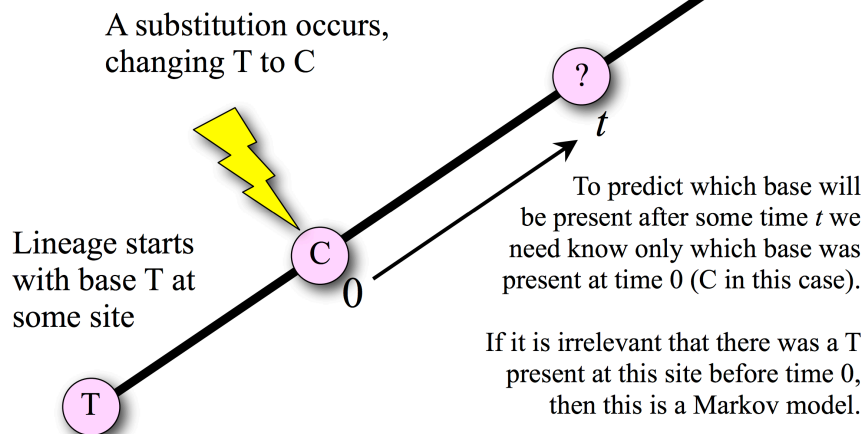 A substitution occurs,
changing T to C
?
t
To predict which base will
be present after some time t we
need know only which base was
present at time 0 (C in this case).
Lineage starts
with base T at
some site
C
0
If it is irrelevant that there was a T
present at this site before time 0,
then this is a Markov model.
T